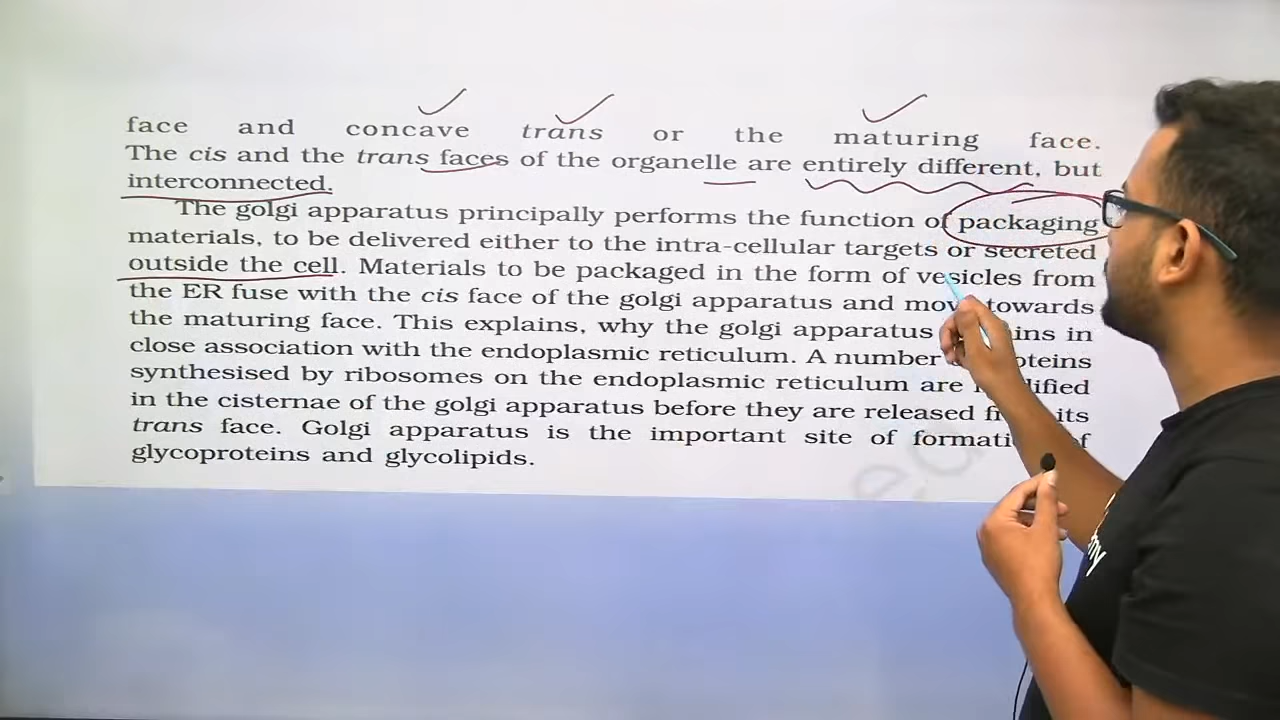 face and concave trans or the maturing face.
The cis and the trans faces of the organelle are entirely different, but
interconnected.
The golgi apparatus principally performs the function of packaging
materials, to be delivered either to the intra-cellular targets or secreted
outside the cell. Materials to be packaged in the form of vesicles from
the ER fuse with the cis face of the golgi apparatus and move towards
the maturing face. This explains, why the golgi apparatus in
close association with the endoplasmic reticulum. A number
synthesised by ribosomes on the endoplasmic reticulum are
in the cisternae of the golgi apparatus before they are released its
trans face. Golgi apparatus is the important site of
glycoproteins and glycolipids.